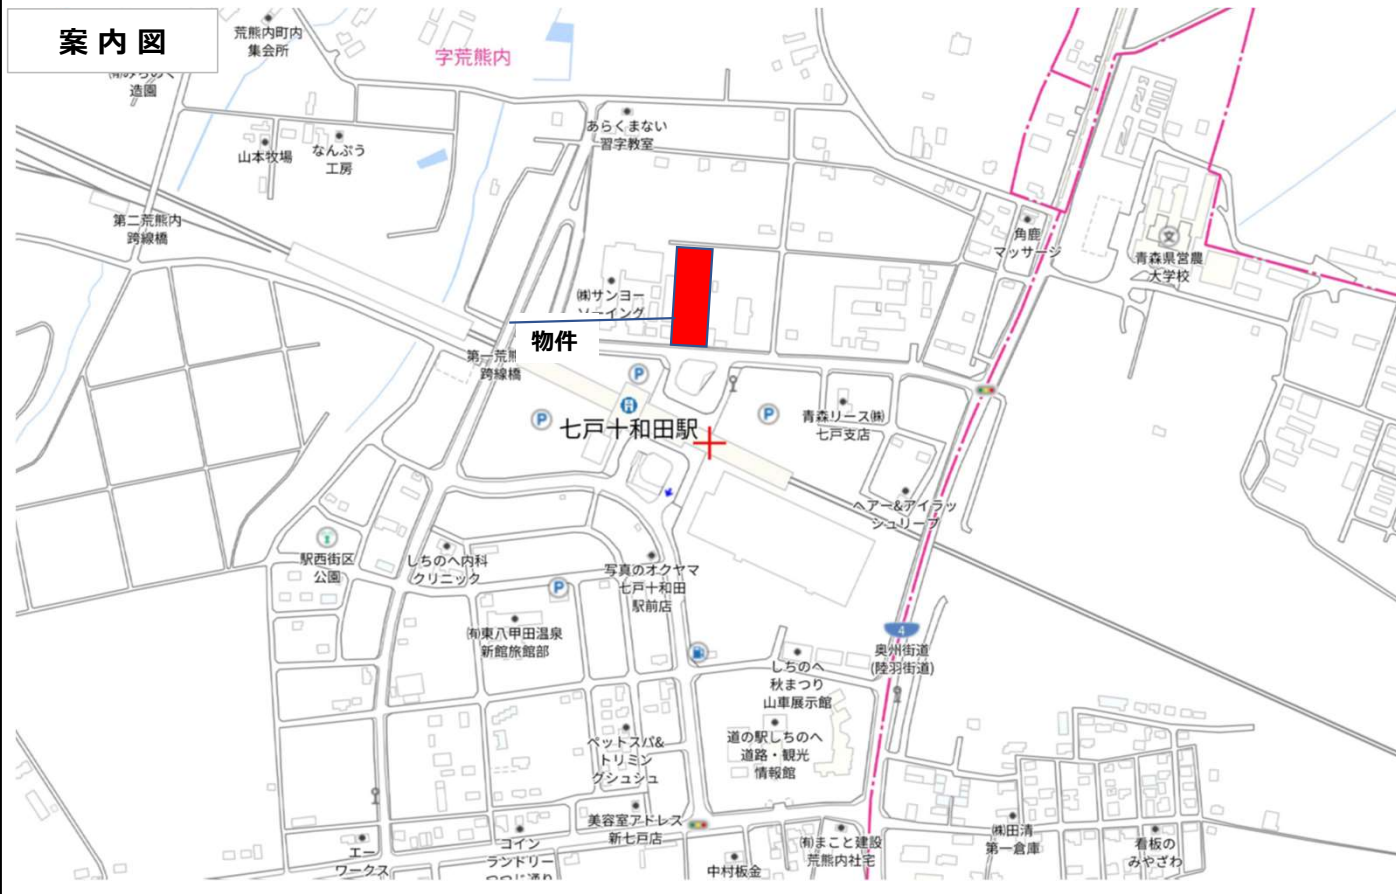 案内図
荒熊内町内
集会所
字荒熊内
造園
あらくまない
習字教室
山本牧場
なんぶう
工房
第二荒熊内
跨線橋
角鹿
マッサージ
青森県営農
大学校
文
㈱サンヨー
ソーイング
物件
第一荒熊
跨線橋
P
P
P
七戸十和田駅
青森リース㈱
七戸支店
ヘアー&アイラッ
シュリーブ
駅西街区
公園
しちのへ内科
クリニック
写真のオクヤマ
七戸十和田
駅前店
P
㈲東八甲田温泉
新館旅館部
4
奥州街道
(陸羽街道)
しちのへ
秋まつり
山車展示館
道の駅しちのへ
道路・観光
情報館
ペットスパ&
トリミン
グシュシュ
美容室アドレス
新七戸店
エー
ワークス
コイン
ランドリー
中村板金
㈲まこと建設
荒熊内社宅
㈱田清
第一倉庫
看板の
みやざわ